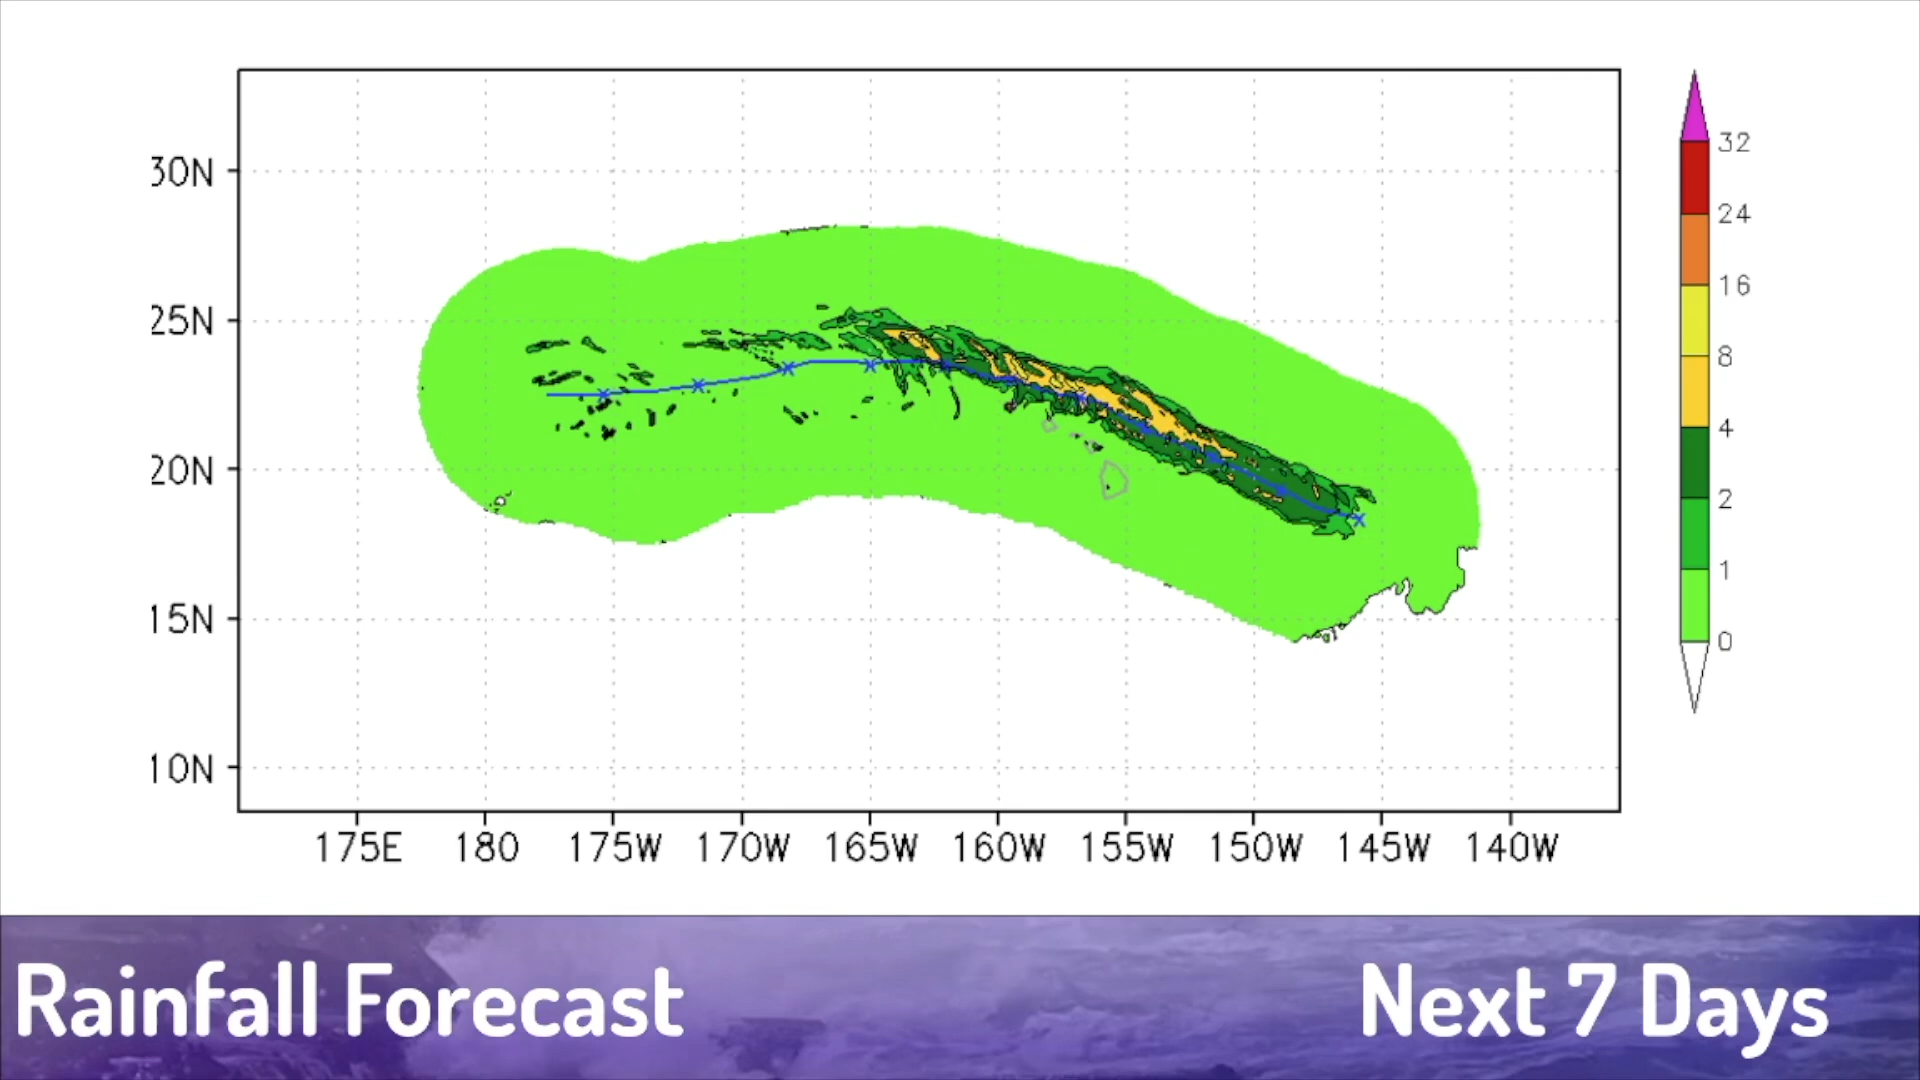 30N
25N
20N
15N
10N
175E 180 175W 170W 165W 160W 155W 150W 145W 140W
32
24
16
8
4
2
1
0
Rainfall Forecast
Next 7 Days